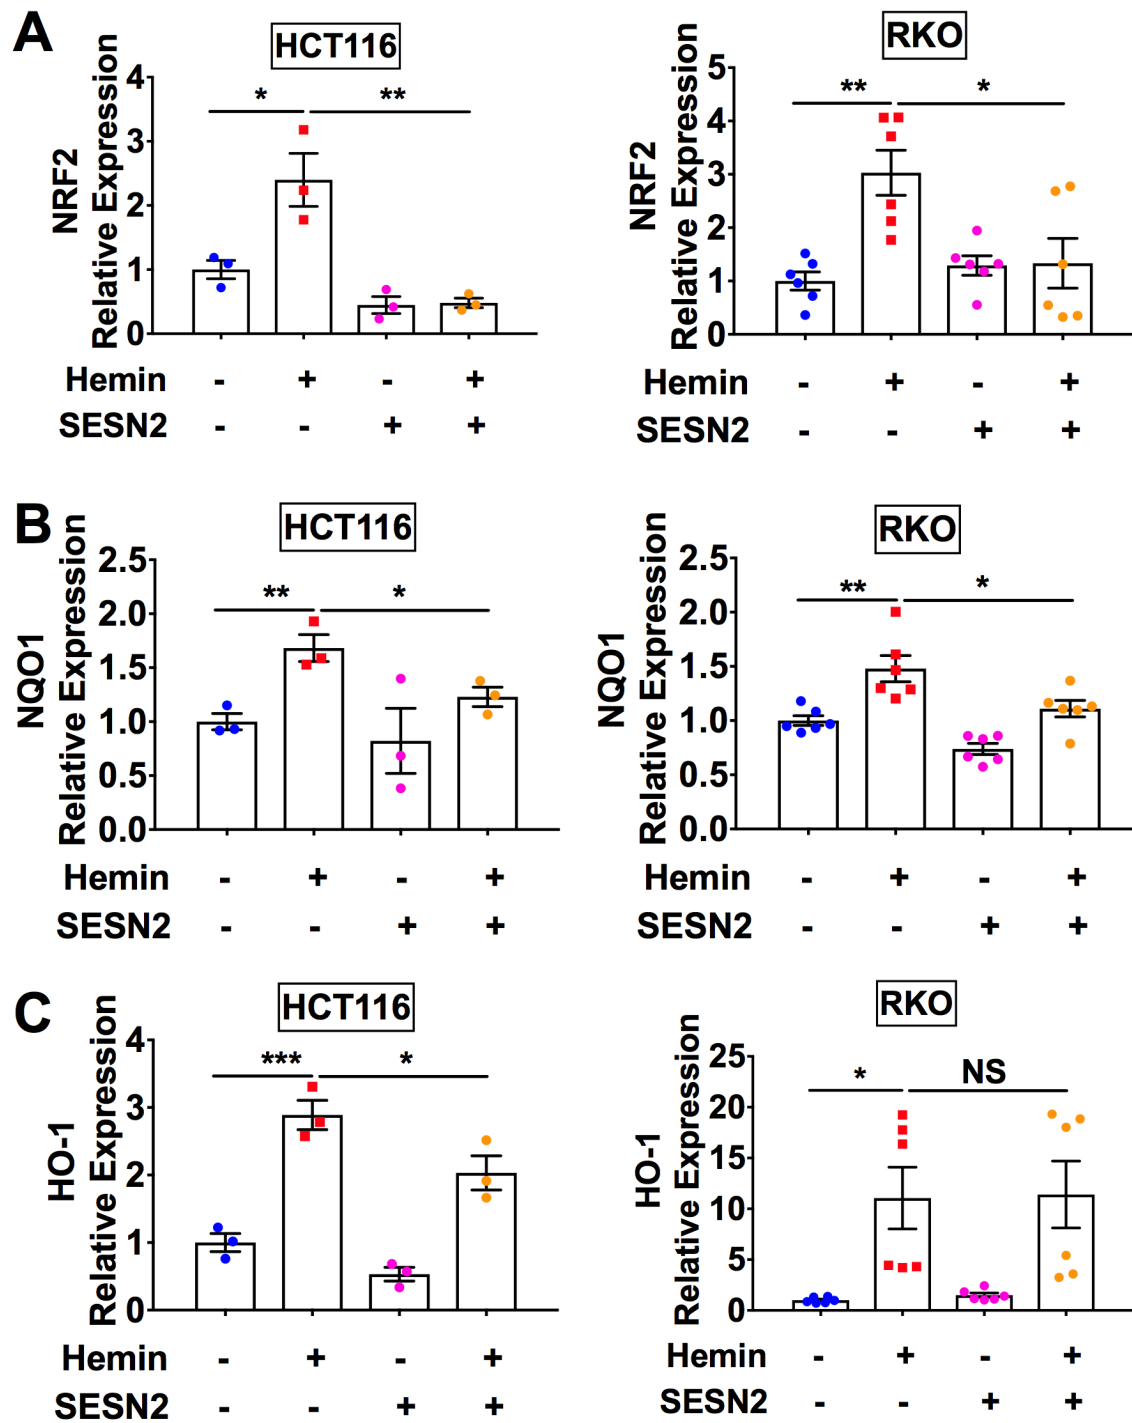 A
HCT116
RKO
NRF2
Relative Expression
4
3
2
1
0
* **
Hemin - + - +
SESN2 - - + +
NRF2
Relative Expression
5
4
3
2
1
0
** *
Hemin - + - +
SESN2 - - + +
B
HCT116
RKO
NQO1
Relative Expression
2.5
2.0
1.5
1.0
0.5
0.0
** *
Hemin - + - +
SESN2 - - + +
NQO1
Relative Expression
2.5
2.0
1.5
1.0
0.5
0.0
** *
Hemin - + - +
SESN2 - - + +
C
HCT116
RKO
HO-1
Relative Expression
4
3
2
1
0
*** *
Hemin - + - +
SESN2 - - + +
HO-1
Relative Expression
25
20
15
10
5
0
* NS
Hemin - + - +
SESN2 - - + +